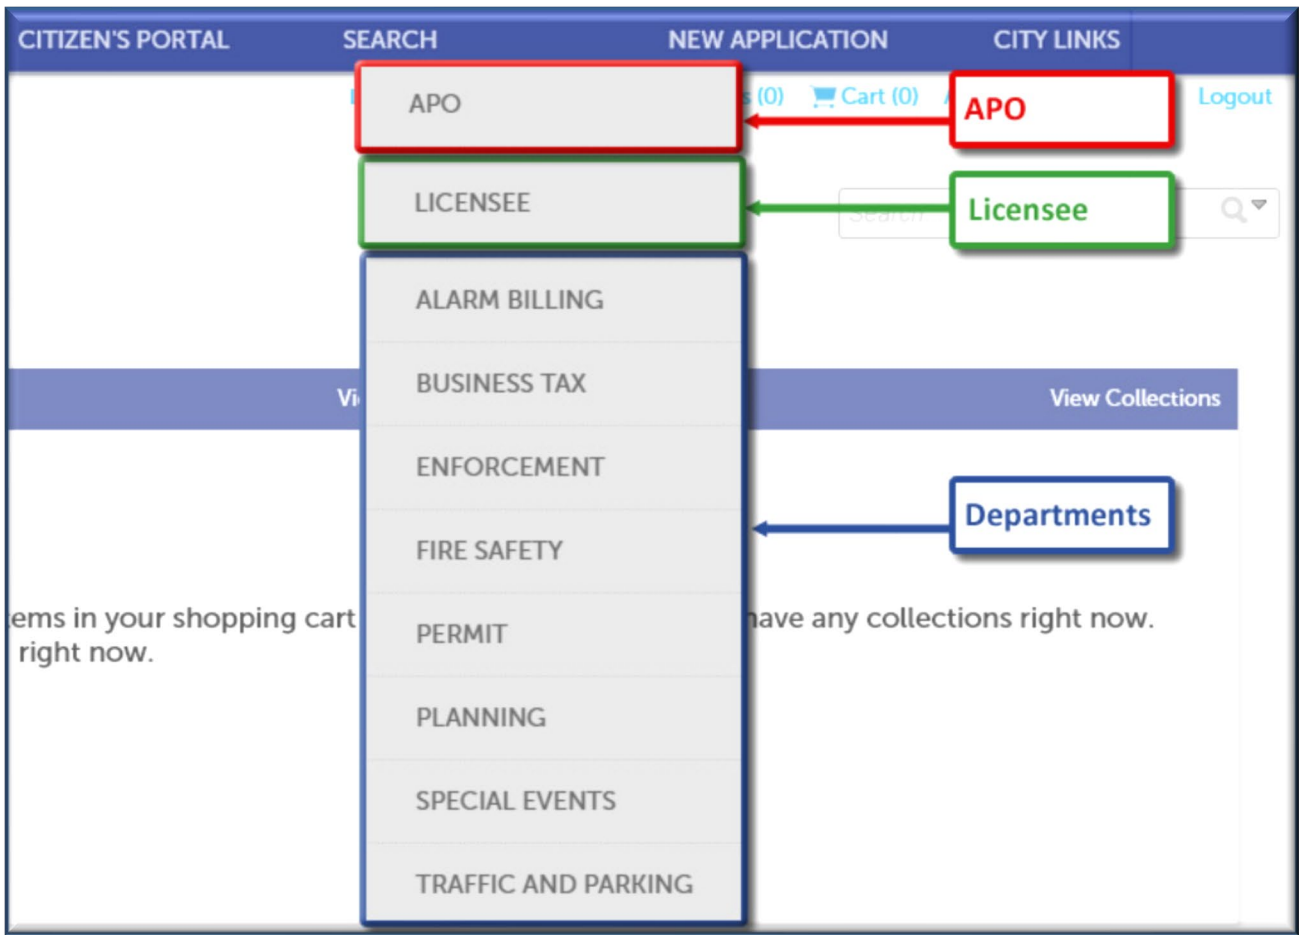 CITIZEN'S PORTAL SEARCH NEW APPLICATION CITY LINKS
(0) Cart (0) Logout
APO
APO
LICENSEE
Licensee
Search
ALARM BILLING
BUSINESS TAX
View Collections
ENFORCEMENT
Departments
FIRE SAFETY
in your shopping cart
any collections right now.
PERMIT
right now.
PLANNING
SPECIAL EVENTS
TRAFFIC AND PARKING